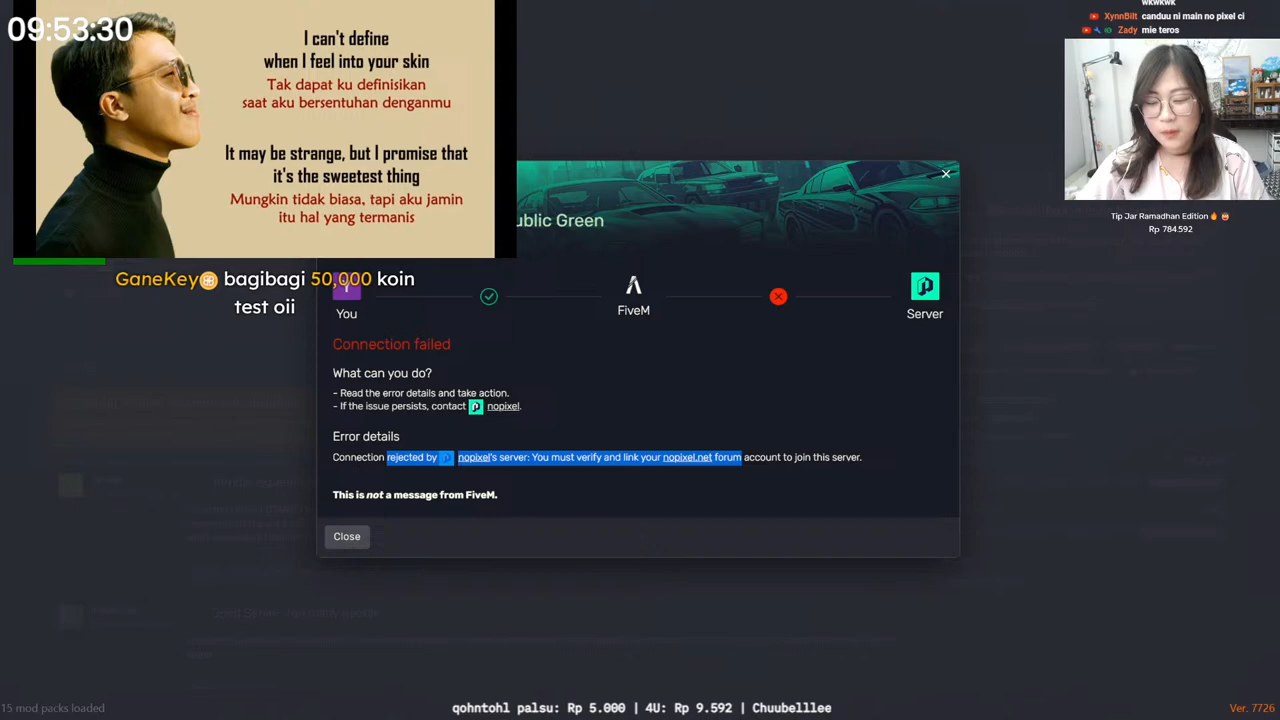 09:53:30
I can't define
when I feel into your skin
Tak dapat ku definisikan
saat aku bersentuhan denganmu
It may be strange, but I promise that
it's the sweetest thing
Mungkin tidak biasa, tapi aku jamin
itu hal yang termanis
GaneKey bagibagi 50,000 koin
test oii
wkwkwk
XynnBilt canduu ni main no pixel ci
Zady mie teros
Tip Jar Ramadhan Edition
Rp 784.592
ublic Green
You
FiveM
Server
Connection failed
What can you do?
- Read the error details and take action.
- If the issue persists, contact nopixel.
Error details
Connection rejected by nopixel's server: You must verify and link your nopixel.net forum account to join this server.
This is not a message from FiveM.
Close
15 mod packs loaded
qohntohl palsu: Rp 5.000 | 4U: Rp 9.592 | Chuubelllee
Ver. 7726